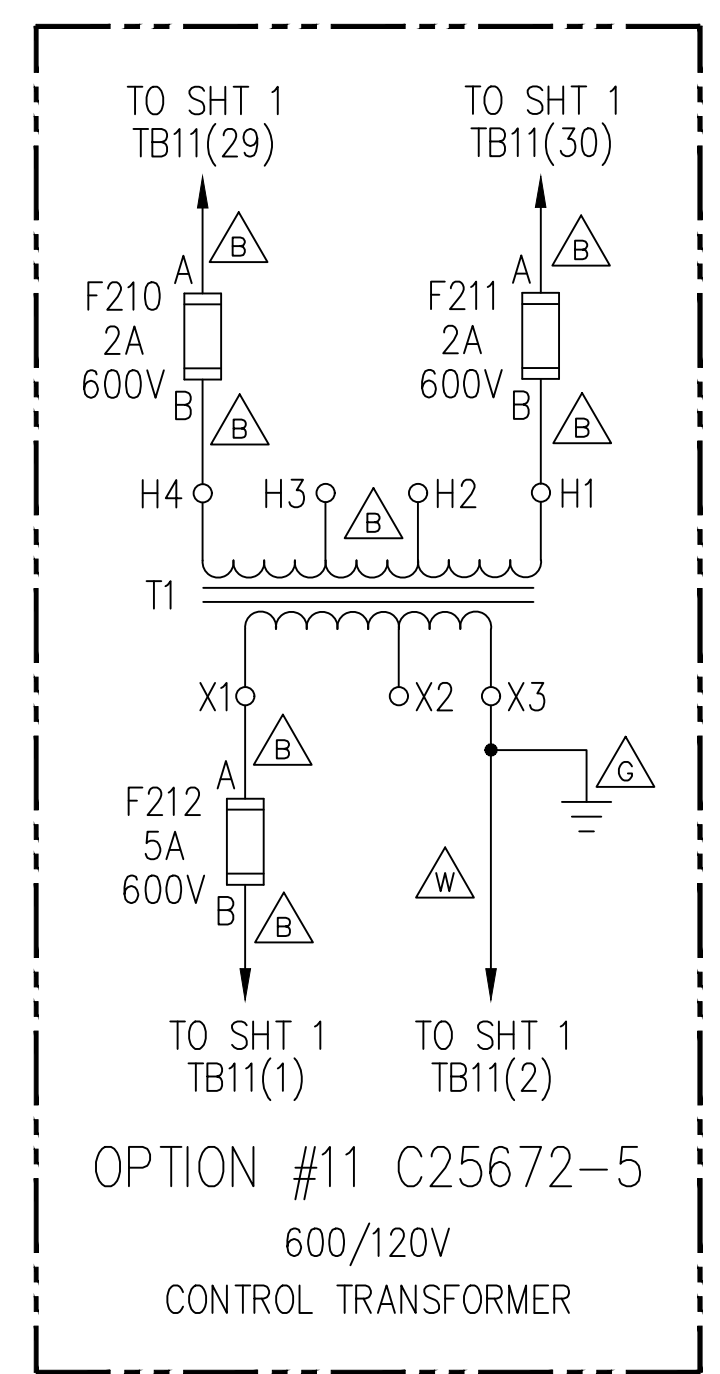 TO SHT 1
TB11(29)
TO SHT 1
TB11(30)
B
B
A
F210
2A
600V
B
A
F211
2A
600V
B
B
B
H4
H3
B
H2
H1
T1
X1
X2
X3
B
G
A
F212
5A
600V
B
B
W
TO SHT 1
TB11(1)
TO SHT 1
TB11(2)
OPTION #11 C25672-5
600/120V
CONTROL TRANSFORMER